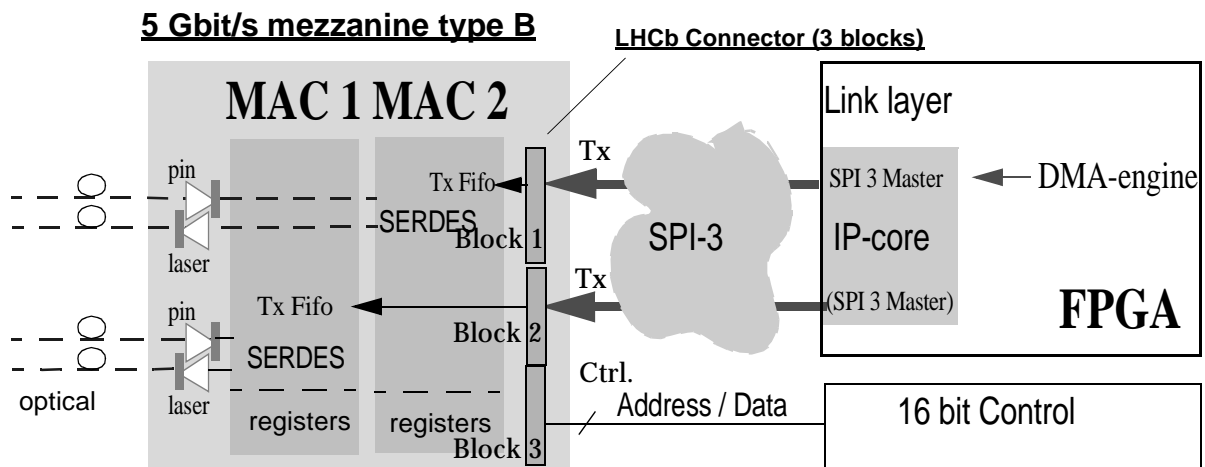 5 Gbit/s mezzanine type B
LHCb Connector (3 blocks)
MAC 1 MAC 2
Link layer
pin
Tx Fifo
Tx
SPI 3 Master
DMA-engine
SERDES
Block 1
SPI-3
IP-core
laser
Tx
pin
Tx Fifo
(SPI 3 Master)
FPGA
Block 2
SERDES
optical
laser
Ctrl.
Address / Data
16 bit Control
registers
registers
Block 3